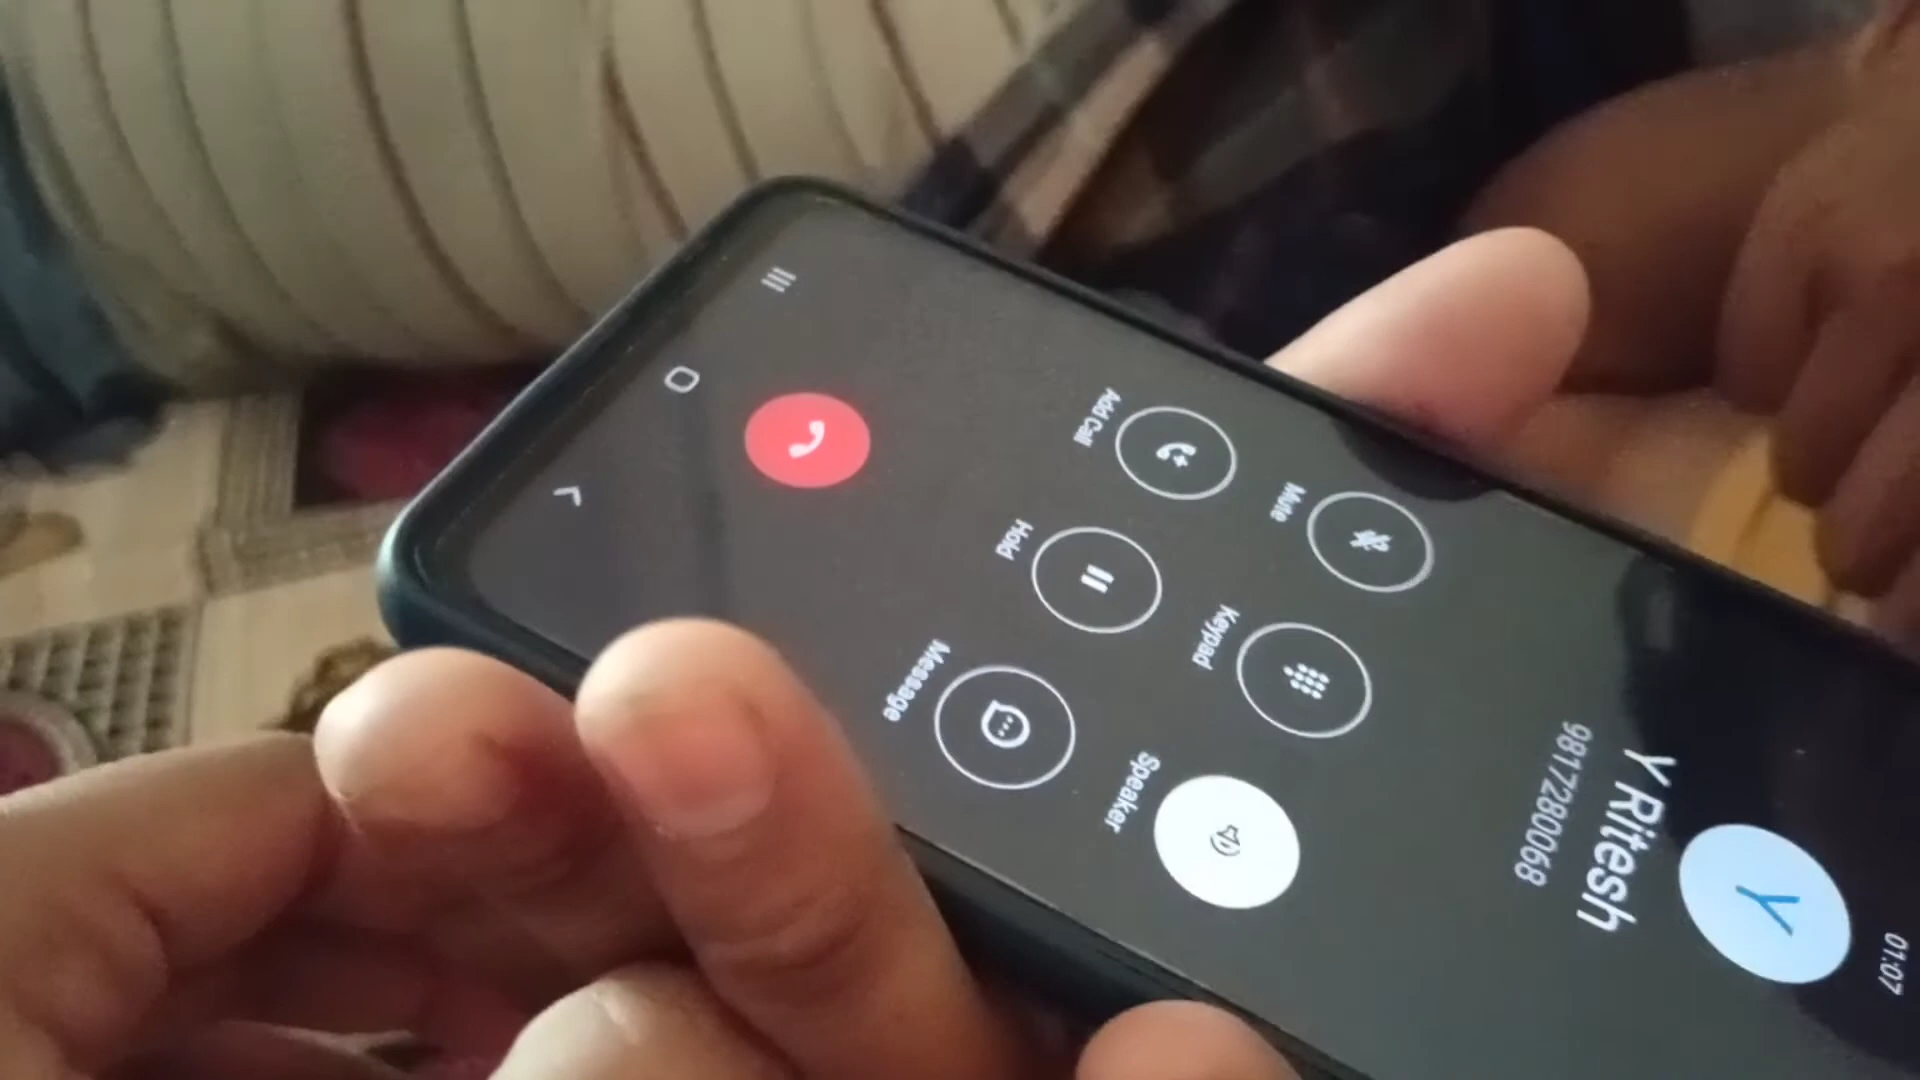 01:07
Y
Y Ritesh
9817280068
Add Call
Hold
Message
Mute
Keypad
Speaker